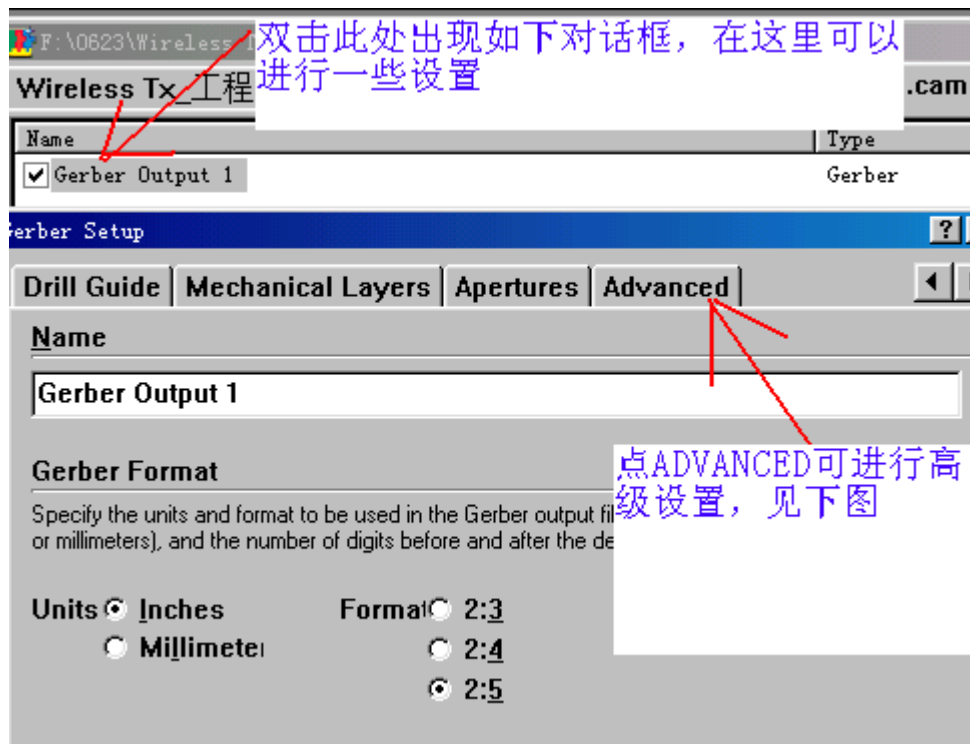 F:\0623\Wireless
双击此处出现如下对话框，在这里可以
进行一些设置
Wireless Tx_工程
.cam
Name Type
Gerber Output 1 Gerber
Gerber Setup
Drill Guide Mechanical Layers Apertures Advanced
Name
Gerber Output 1
Gerber Format
点ADVANCED可进行高
级设置，见下图
Specify the units and format to be used in the Gerber output
or millimeters), and the number of digits before and after the
Units Inches Format 2:3
Millimeter 2:4
2:5